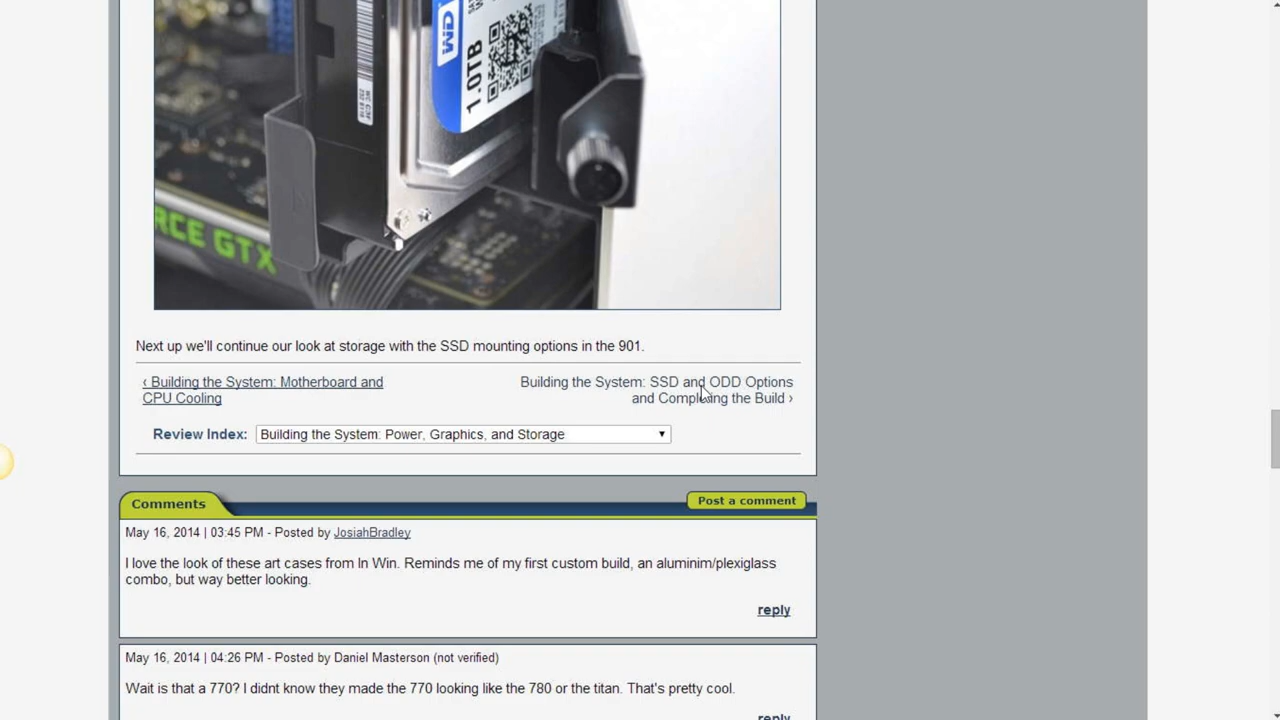 WD
1.0TB
RCE GTX
Next up we'll continue our look at storage with the SSD mounting options in the 901.
‹ Building the System: Motherboard and
CPU Cooling
Building the System: SSD and ODD Options
and Completing the Build ›
Review Index: Building the System: Power, Graphics, and Storage
Comments
Post a comment
May 16, 2014 | 03:45 PM - Posted by JosiahBradley
I love the look of these art cases from In Win. Reminds me of my first custom build, an aluminim/plexiglass
combo, but way better looking.
reply
May 16, 2014 | 04:26 PM - Posted by Daniel Masterson (not verified)
Wait is that a 770? I didnt know they made the 770 looking like the 780 or the titan. That's pretty cool.
reply